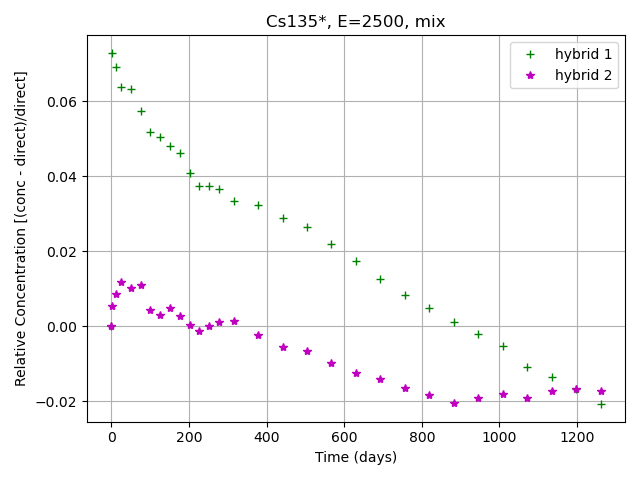 Cs135*, E=2500, mix
hybrid 1
hybrid 2
Relative Concentration [(conc - direct)/direct]
0.06
0.04
0.02
0.00
−0.02
0 200 400 600 800 1000 1200
Time (days)